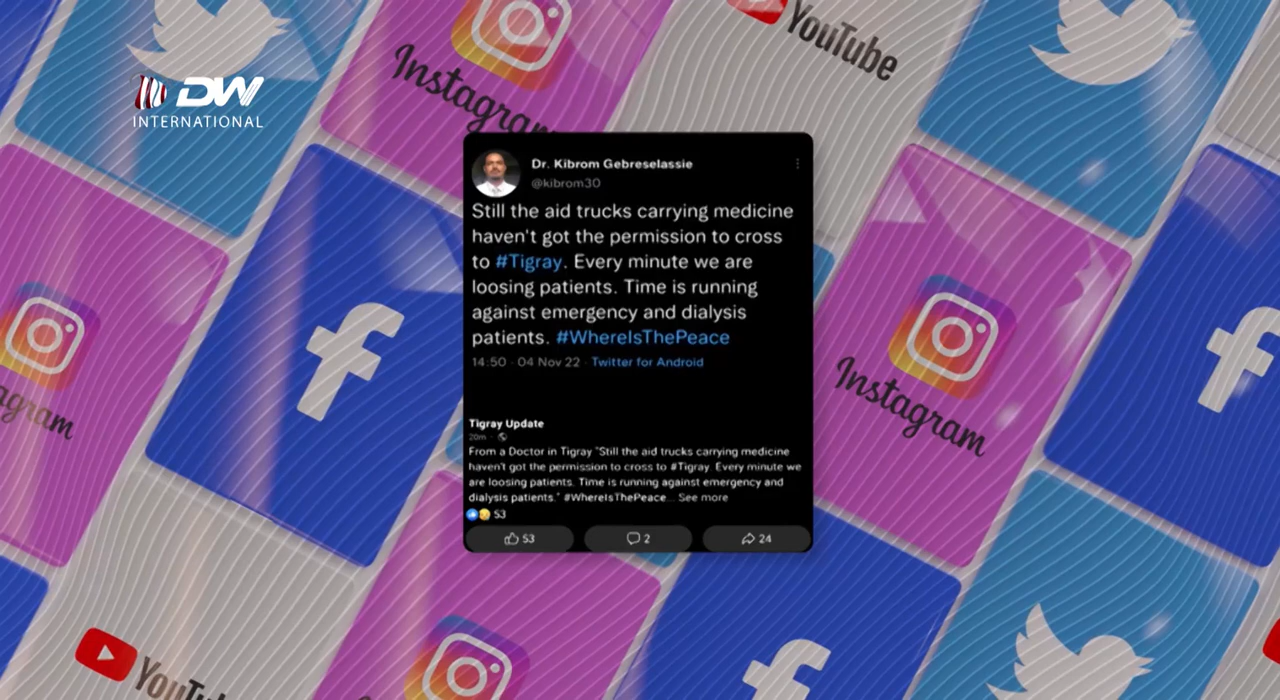 YouTube
Instagram
DW
INTERNATIONAL
Dr. Kibrom Gebreselassie
@kibrom30
Still the aid trucks carrying medicine
haven't got the permission to cross
to #Tigray. Every minute we are
loosing patients. Time is running
against emergency and dialysis
patients. #WhereIsThePeace
14:50 · 04 Nov 22 · Twitter for Android
Tigray Update
20m ·
From a Doctor in Tigray "Still the aid trucks carrying medicine
haven't got the permission to cross to #Tigray. Every minute we
are loosing patients. Time is running against emergency and
dialysis patients." #WhereIsThePeace... See more
53
53
2
24
agram
Instagram
YouTu